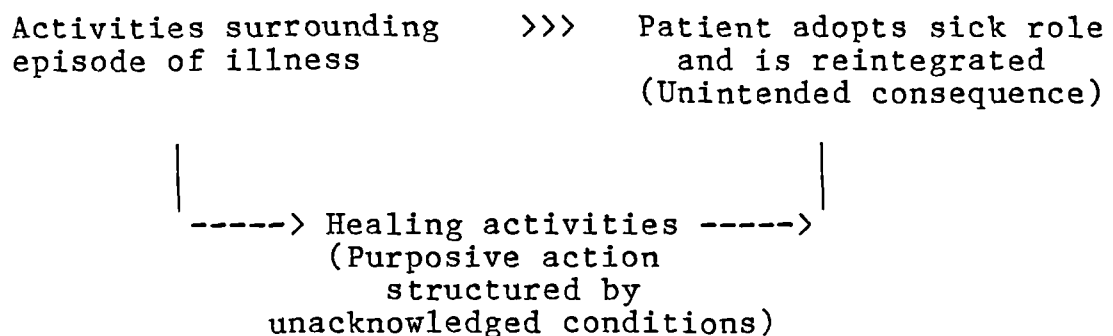 Activities surrounding >>> Patient adopts sick role
episode of illness and is reintegrated
(Unintended consequence)
-----> Healing activities ----->
(Purposive action
structured by
unacknowledged conditions)